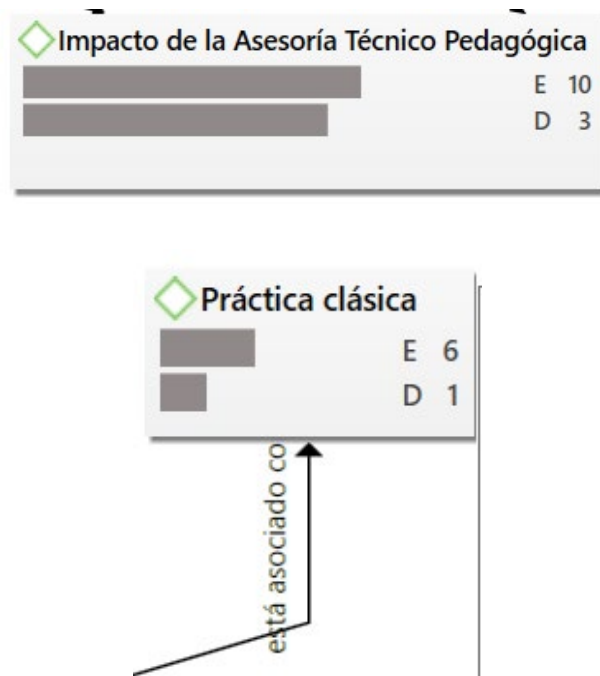 Impacto de la Asesoría Técnico Pedagógica
E 10
D 3
Práctica clásica
E 6
D 1
está asociado co